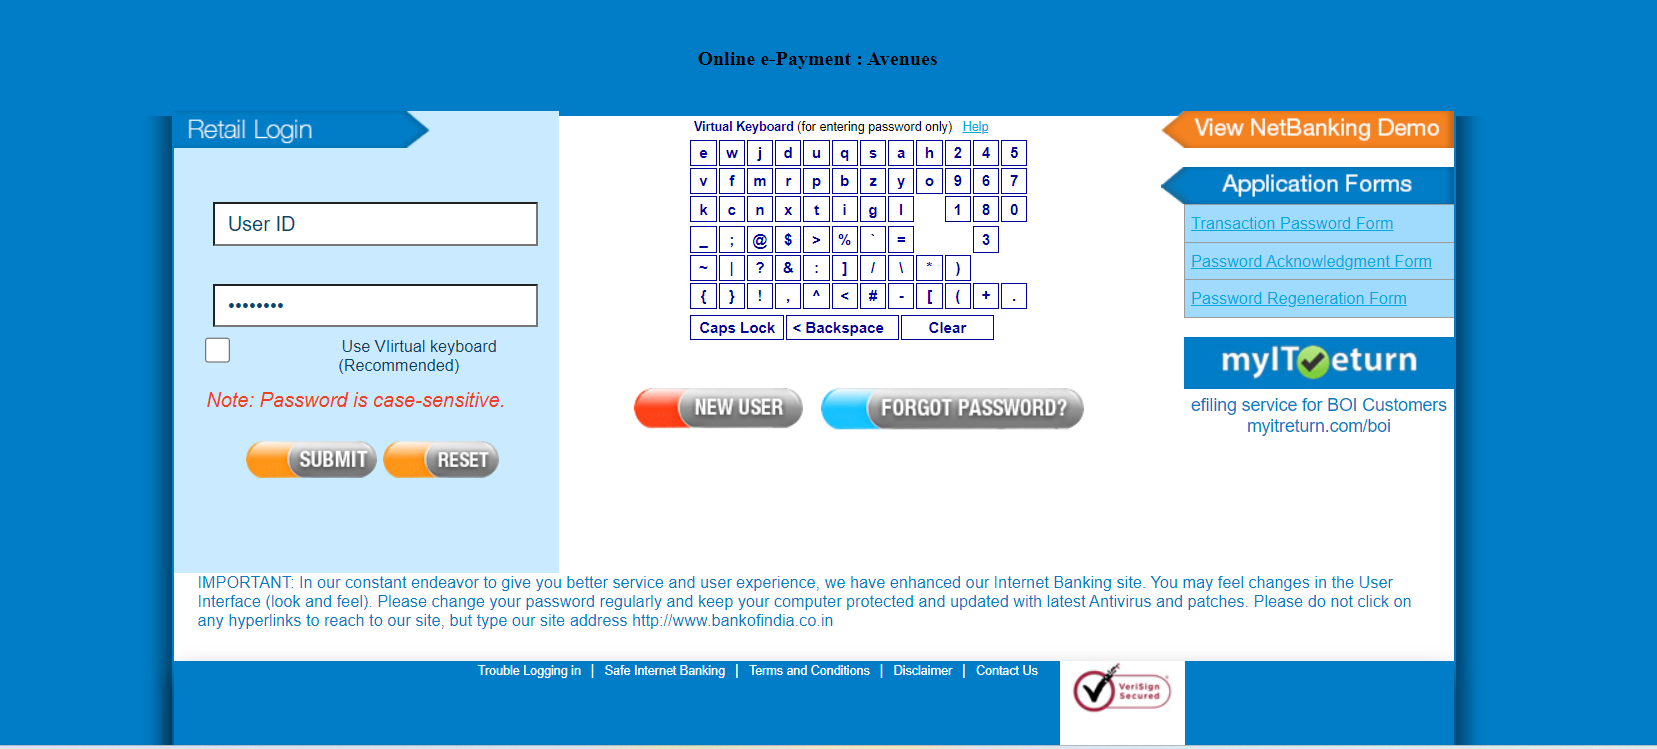 Online e-Payment : Avenues
Retail Login
User ID
••••••••
Use VIirtual keyboard
(Recommended)
Note: Password is case-sensitive.
SUBMIT RESET
Virtual Keyboard (for entering password only) Help
e w j d u q s a h 2 4 5
v f m r p b z y o 9 6 7
k c n x t i g l 1 8 0
_ ; @ $ > % ` = 3
~ | ? & : ] / \ * )
{ } ! , ^ < # - [ ( + .
Caps Lock < Backspace Clear
NEW USER FORGOT PASSWORD?
View NetBanking Demo
Application Forms
Transaction Password Form
Password Acknowledgment Form
Password Regeneration Form
myITReturn
efiling service for BOI Customers
myitreturn.com/boi
IMPORTANT: In our constant endeavor to give you better service and user experience, we have enhanced our Internet Banking site. You may feel changes in the User
Interface (look and feel). Please change your password regularly and keep your computer protected and updated with latest Antivirus and patches. Please do not click on
any hyperlinks to reach to our site, but type our site address http://www.bankofindia.co.in
Trouble Logging in | Safe Internet Banking | Terms and Conditions | Disclaimer | Contact Us
VeriSign
Secured